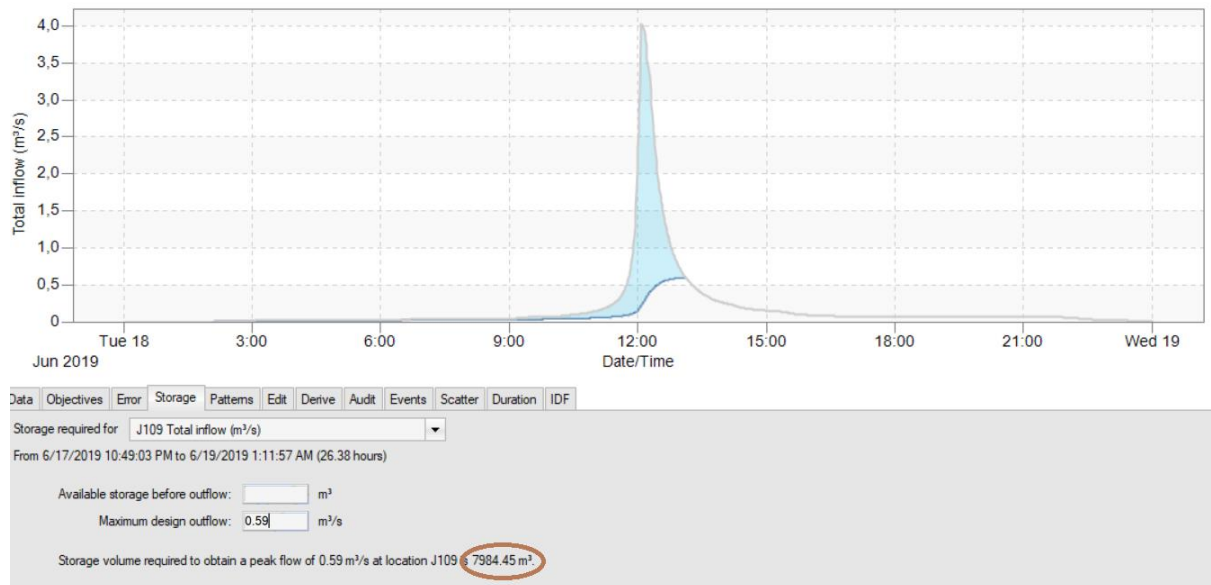 4,0
3,5
3,0
2,5
2,0
1,5
1,0
0,5
0
Total inflow (m³/s)
Tue 18 3:00 6:00 9:00 12:00 15:00 18:00 21:00 Wed 19
Jun 2019 Date/Time
Data Objectives Error Storage Patterns Edit Derive Audit Events Scatter Duration IDF
Storage required for J109 Total inflow (m³/s)
From 6/17/2019 10:49:03 PM to 6/19/2019 1:11:57 AM (26.38 hours)
Available storage before outflow: m³
Maximum design outflow: 0.59 m³/s
Storage volume required to obtain a peak flow of 0.59 m³/s at location J109 7984.45 m³.